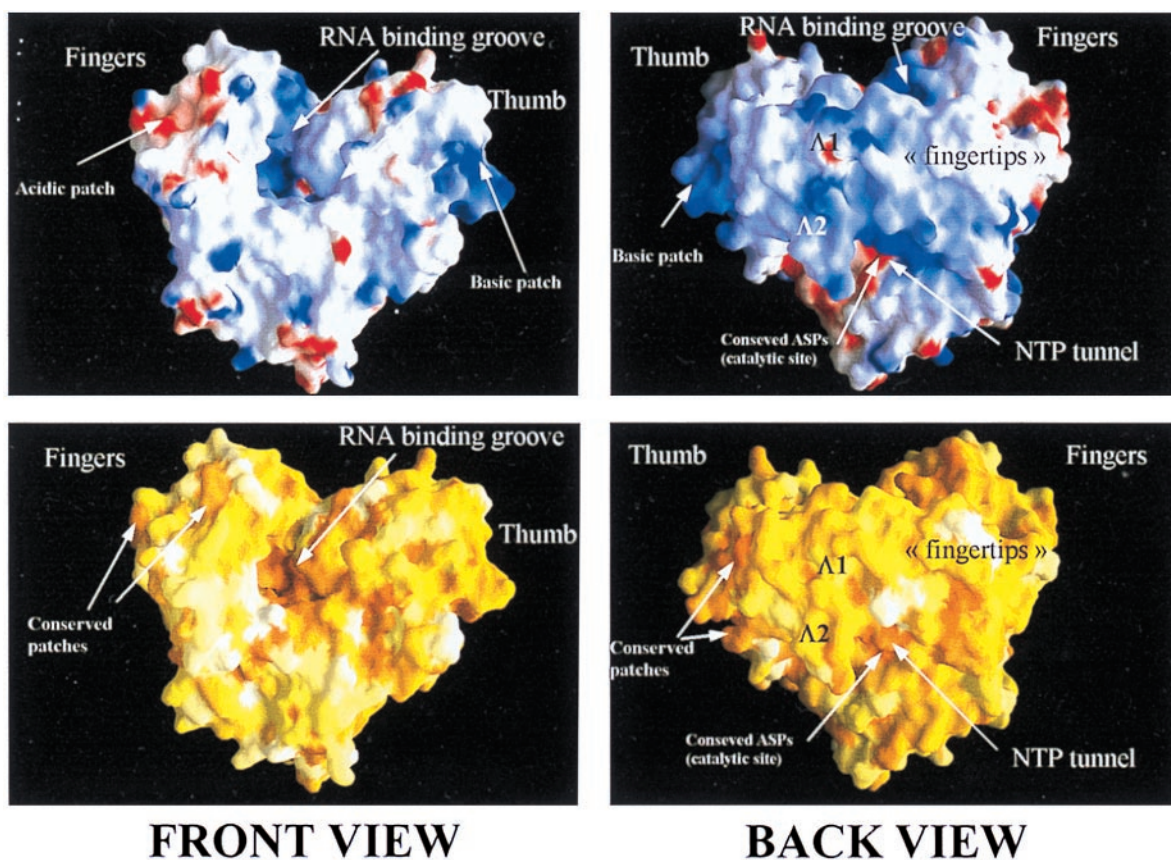 RNA binding groove
Fingers
Thumb
Acidic patch
Basic patch
RNA binding groove
Fingers
Thumb
Λ1
« fingertips »
Λ2
Basic patch
Conseved ASPs
(catalytic site)
NTP tunnel
RNA binding groove
Fingers
Thumb
Conserved
patches
Thumb
Fingers
« fingertips »
Λ1
Λ2
Conserved
patches
Conseved ASPs
(catalytic site)
NTP tunnel
FRONT VIEW
BACK VIEW